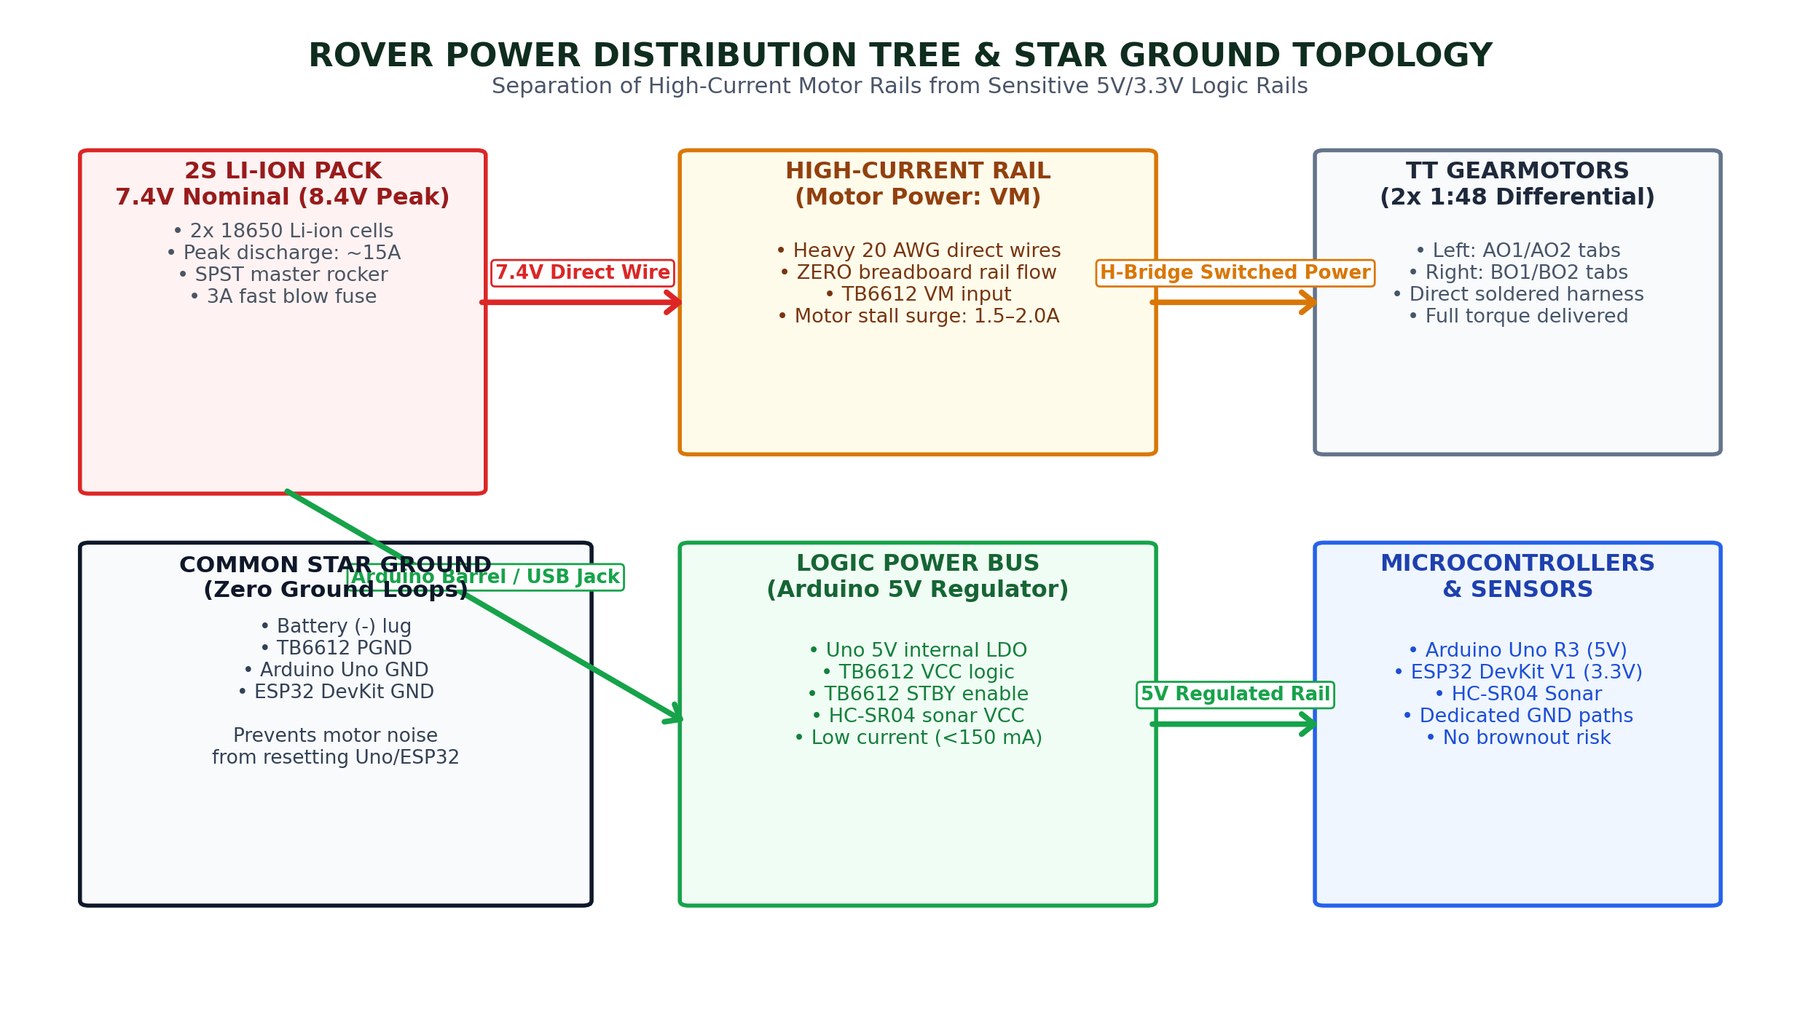 ROVER POWER DISTRIBUTION TREE & STAR GROUND TOPOLOGY
Separation of High-Current Motor Rails from Sensitive 5V/3.3V Logic Rails
2S LI-ION PACK
7.4V Nominal (8.4V Peak)
• 2x 18650 Li-ion cells
• Peak discharge: ~15A
• SPST master rocker
• 3A fast blow fuse
7.4V Direct Wire
HIGH-CURRENT RAIL
(Motor Power: VM)
• Heavy 20 AWG direct wires
• ZERO breadboard rail flow
• TB6612 VM input
• Motor stall surge: 1.5–2.0A
H-Bridge Switched Power
TT GEARMOTORS
(2x 1:48 Differential)
• Left: AO1/AO2 tabs
• Right: BO1/BO2 tabs
• Direct soldered harness
• Full torque delivered
COMMON STAR GROUND
(Zero Ground Loops)
• Battery (-) lug
• TB6612 PGND
• Arduino Uno GND
• ESP32 DevKit GND
Prevents motor noise
from resetting Uno/ESP32
Arduino Barrel / USB Jack
LOGIC POWER BUS
(Arduino 5V Regulator)
• Uno 5V internal LDO
• TB6612 VCC logic
• TB6612 STBY enable
• HC-SR04 sonar VCC
• Low current (<150 mA)
5V Regulated Rail
MICROCONTROLLERS
& SENSORS
• Arduino Uno R3 (5V)
• ESP32 DevKit V1 (3.3V)
• HC-SR04 Sonar
• Dedicated GND paths
• No brownout risk